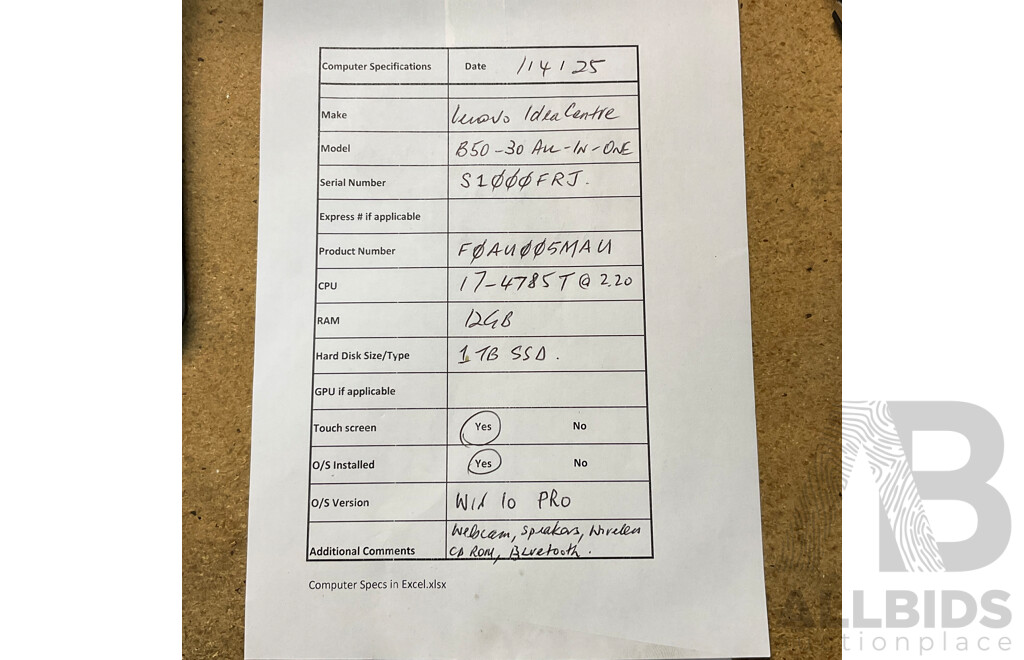 Computer Specifications Date 1/4/25
Make Lenovo IdeaCentre
Model B50-30 ALL-IN-ONE
Serial Number S1000FRJ.
Express # if applicable
Product Number F0AU005MAU
CPU I7-4785T @ 2.20
RAM 12GB
Hard Disk Size/Type 1 TB SSD.
GPU if applicable
Touch screen Yes No
O/S Installed Yes No
O/S Version WIN 10 PRO
Webcam, Speakers, Wireless
Additional Comments CD ROM, Bluetooth.
Computer Specs in Excel.xlsx
ALLBIDS